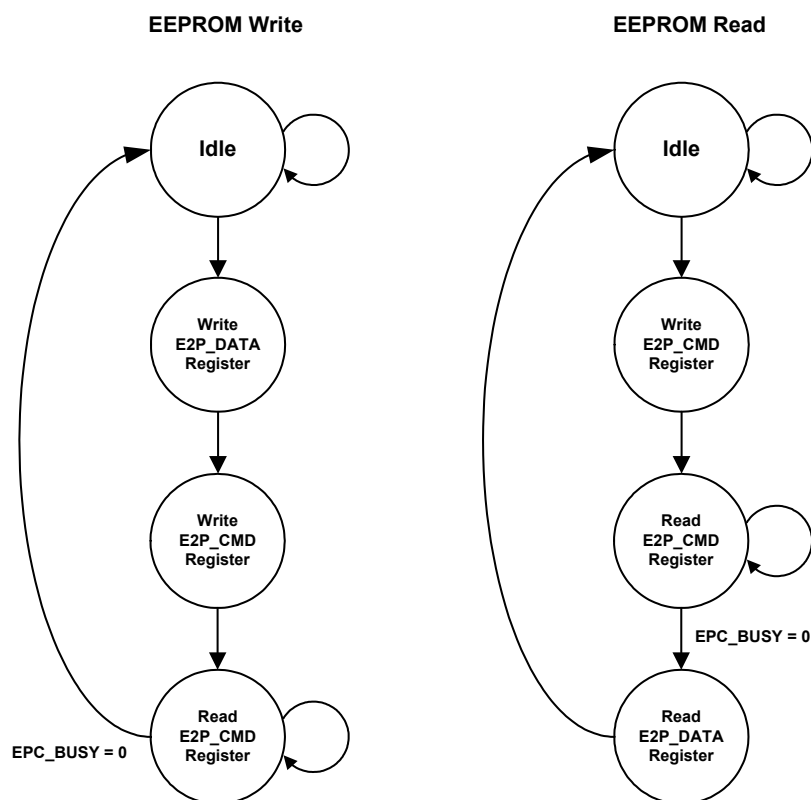 EEPROM Write
Idle
Write
E2P_DATA
Register
Write
E2P_CMD
Register
Read
E2P_CMD
Register
EPC_BUSY = 0
EEPROM Read
Idle
Write
E2P_CMD
Register
Read
E2P_CMD
Register
EPC_BUSY = 0
Read
E2P_DATA
Register